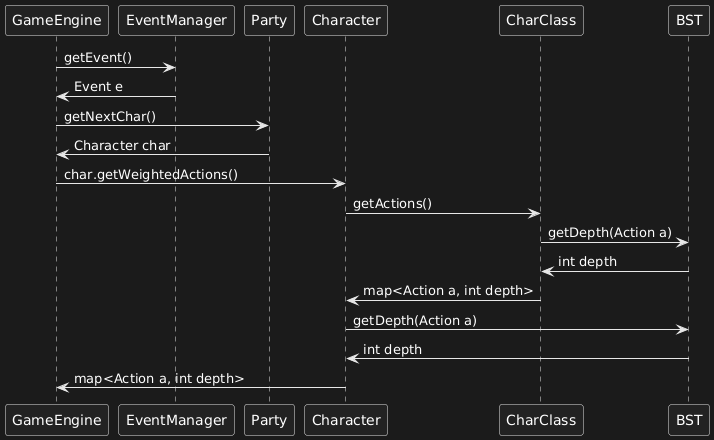 GameEngine EventManager Party Character CharClass BST
getEvent()
Event e
getNextChar()
Character char
char.getWeightedActions()
getActions()
getDepth(Action a)
int depth
map<Action a, int depth>
getDepth(Action a)
int depth
map<Action a, int depth>
GameEngine EventManager Party Character CharClass BST